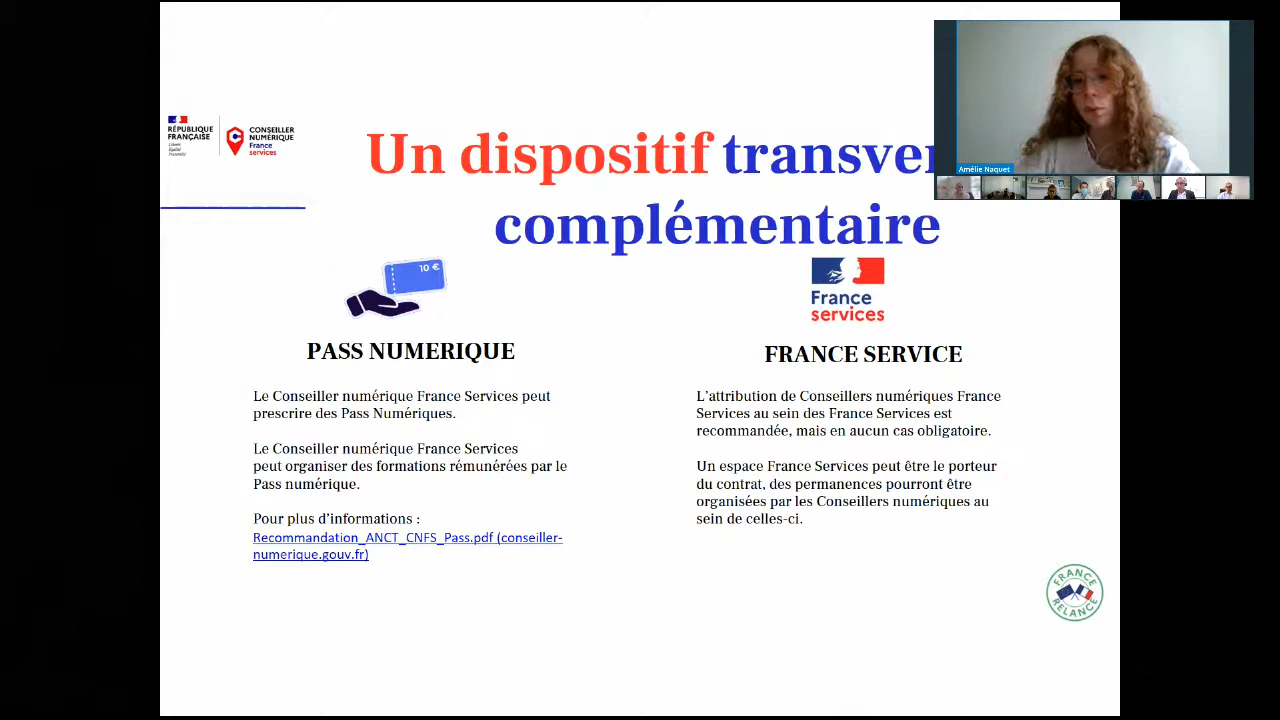 RÉPUBLIQUE
FRANÇAISE
Liberté
Égalité
Fraternité
CONSEILLER
NUMÉRIQUE
France
services
Un dispositif
complémentaire
Amélie Naquet
10 €
France
services
PASS NUMERIQUE
Le Conseiller numérique France Services peut
prescrire des Pass Numériques.
Le Conseiller numérique France Services
peut organiser des formations rémunérées par le
Pass numérique.
Pour plus d’informations :
Recommandation_ANCT_CNFS_Pass.pdf (conseiller-
numerique.gouv.fr)
FRANCE SERVICE
L’attribution de Conseillers numériques France
Services au sein des France Services est
recommandée, mais en aucun cas obligatoire.
Un espace France Services peut être le porteur
du contrat, des permanences pourront être
organisées par les Conseillers numériques au
sein de celles-ci.
FRANCE
RELANCE